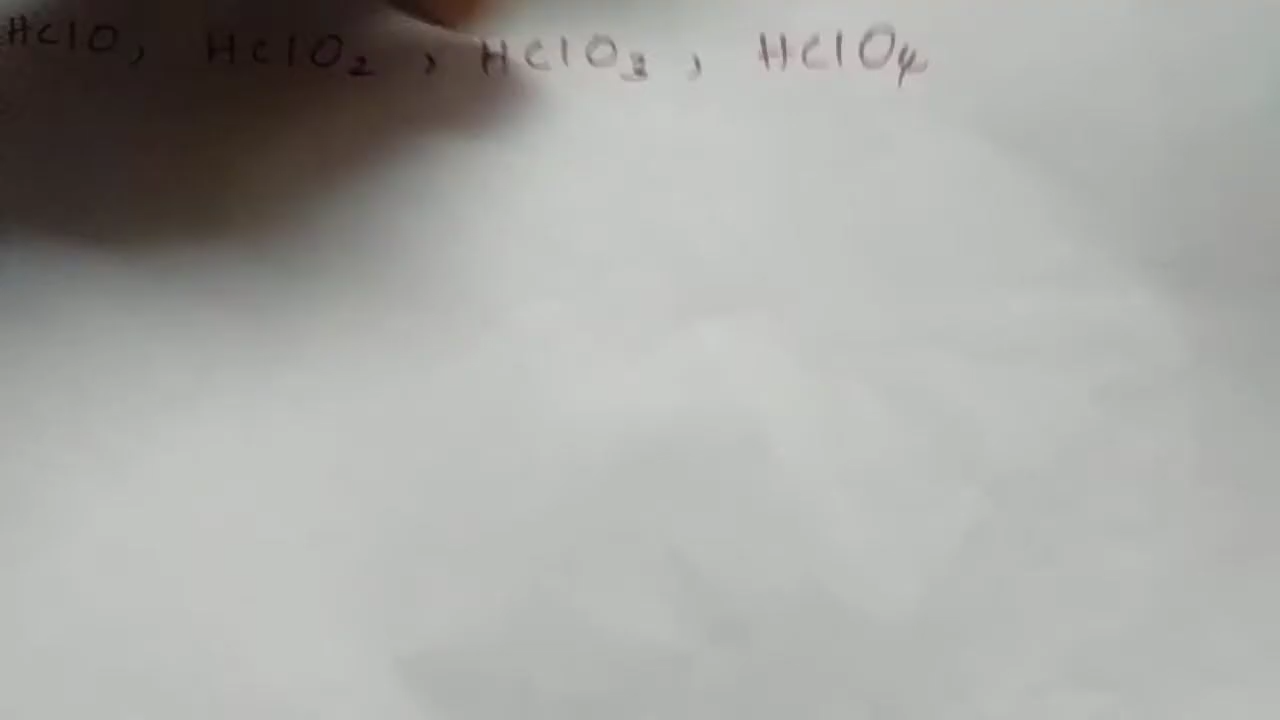 HClO, HClO₂, HClO₃, HClO₄